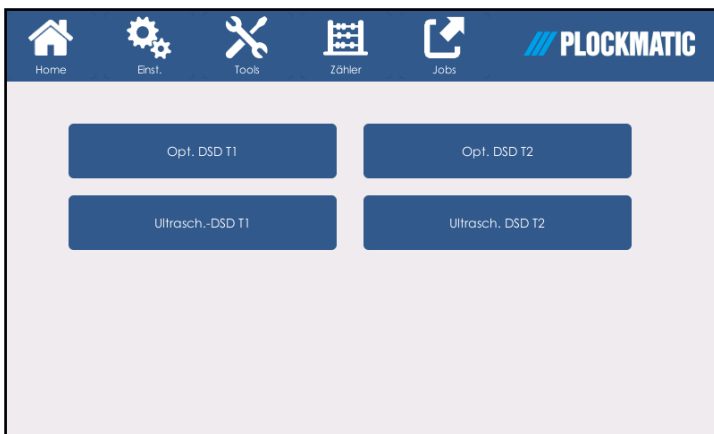 Home
Einst.
Tools
Zähler
Jobs
PLOCKMATIC
Opt. DSD T1
Opt. DSD T2
Ultrasch.-DSD T1
Ultrasch. DSD T2